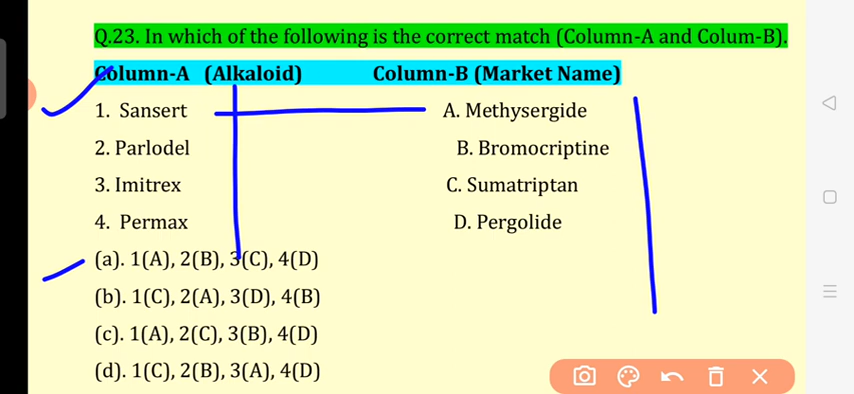 Q.23. In which of the following is the correct match (Column-A and Colum-B).
Column-A (Alkaloid) Column-B (Market Name)
1. Sansert A. Methysergide
2. Parlodel B. Bromocriptine
3. Imitrex C. Sumatriptan
4. Permax D. Pergolide
(a). 1(A), 2(B), 3(C), 4(D)
(b). 1(C), 2(A), 3(D), 4(B)
(c). 1(A), 2(C), 3(B), 4(D)
(d). 1(C), 2(B), 3(A), 4(D)